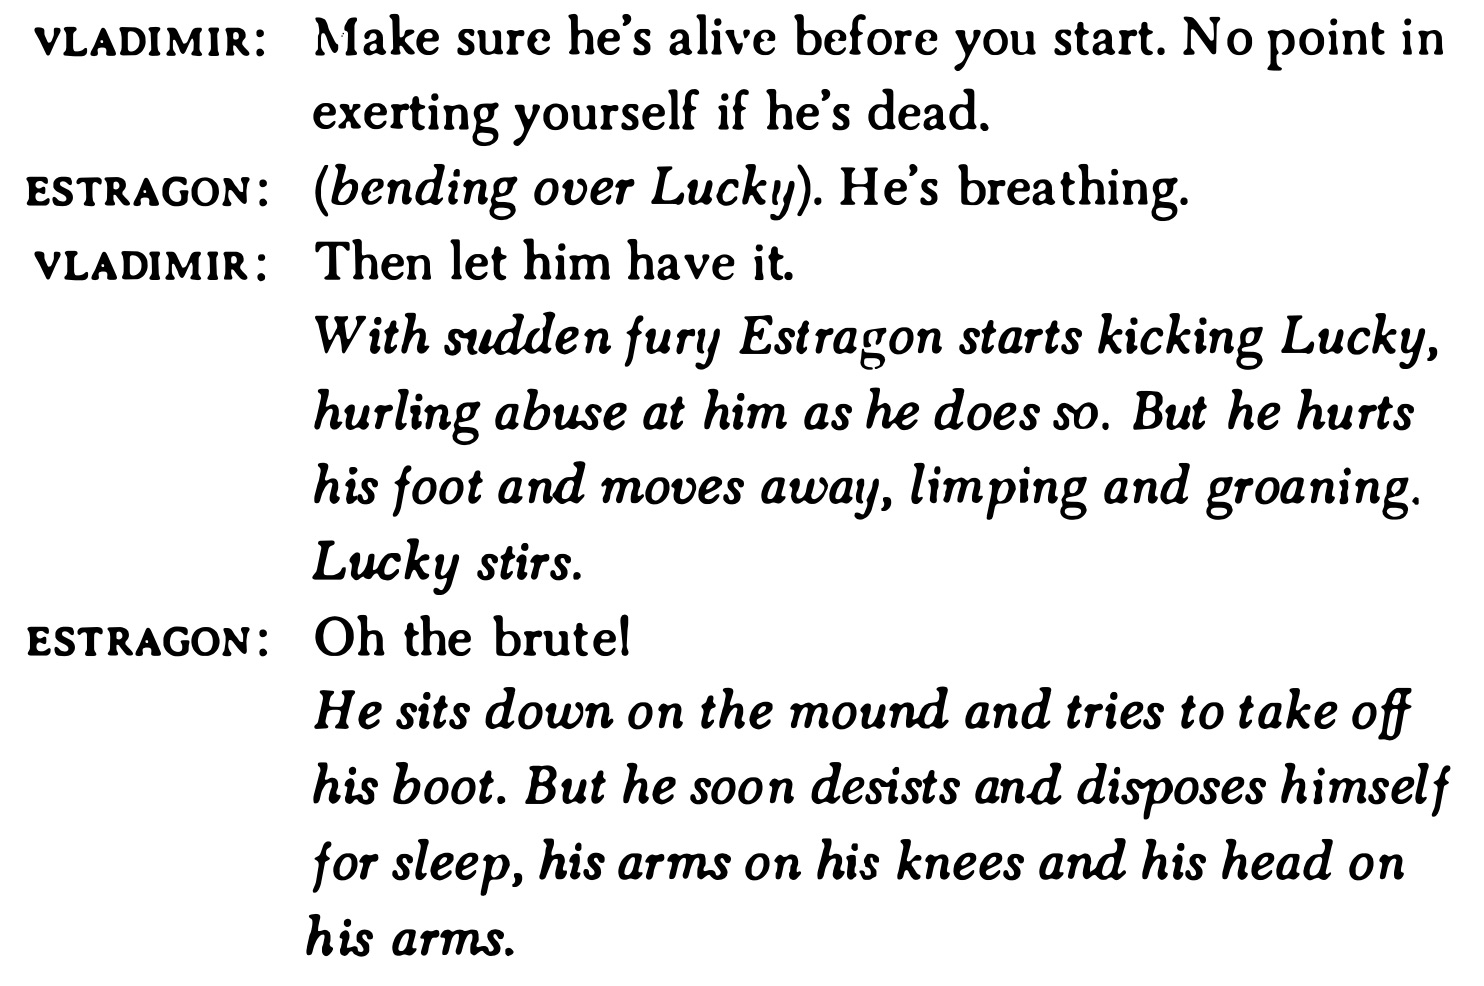 VLADIMIR: Make sure he's alive before you start. No point in
exerting yourself if he's dead.
ESTRAGON: (bending over Lucky). He's breathing.
VLADIMIR: Then let him have it.
With sudden fury Estragon starts kicking Lucky,
hurling abuse at him as he does so. But he hurts
his foot and moves away, limping and groaning.
Lucky stirs.
ESTRAGON: Oh the brute!
He sits down on the mound and tries to take off
his boot. But he soon desists and disposes himself
for sleep, his arms on his knees and his head on
his arms.